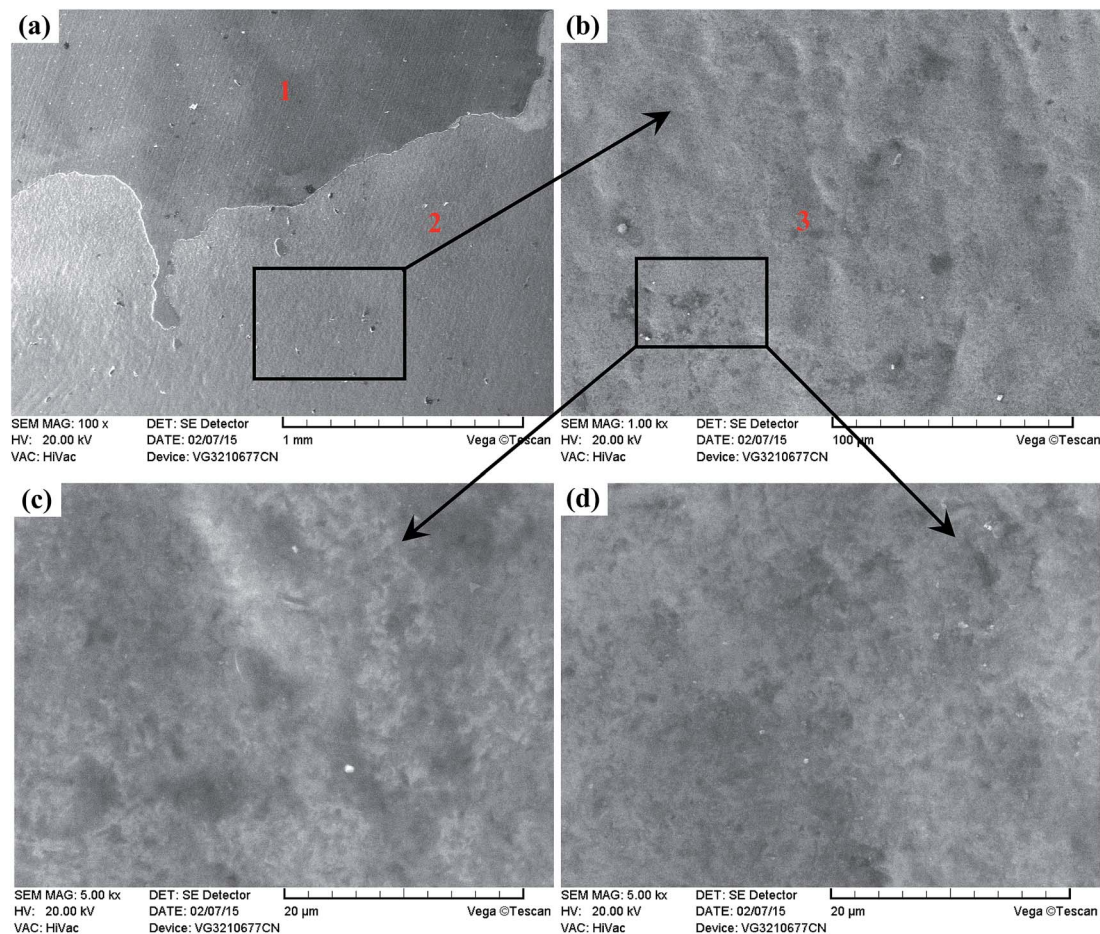 (a)
1
2
SEM MAG: 100 x DET: SE Detector
HV: 20.00 kV DATE: 02/07/15 1 mm Vega ©Tescan
VAC: HiVac Device: VG3210677CN
(b)
3
SEM MAG: 1.00 kx DET: SE Detector
HV: 20.00 kV DATE: 02/07/15 100 µm Vega ©Tescan
VAC: HiVac Device: VG3210677CN
(c)
SEM MAG: 5.00 kx DET: SE Detector
HV: 20.00 kV DATE: 02/07/15 20 µm Vega ©Tescan
VAC: HiVac Device: VG3210677CN
(d)
SEM MAG: 5.00 kx DET: SE Detector
HV: 20.00 kV DATE: 02/07/15 20 µm Vega ©Tescan
VAC: HiVac Device: VG3210677CN